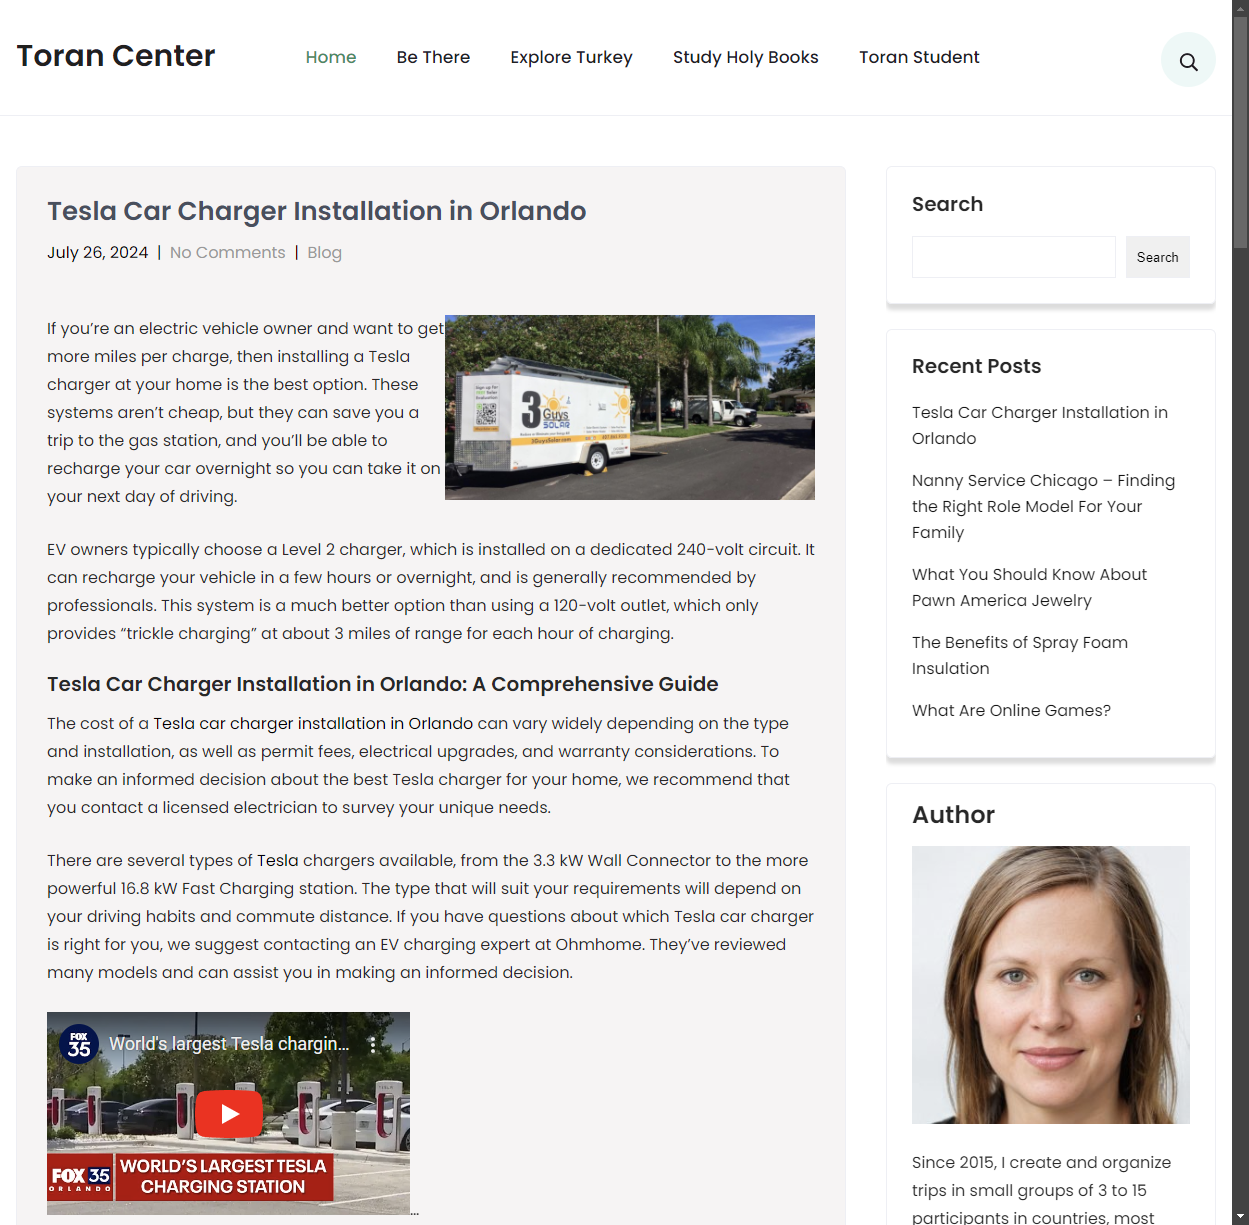 Toran Center
Home
Be There
Explore Turkey
Study Holy Books
Toran Student
Tesla Car Charger Installation in Orlando
July 26, 2024 | No Comments | Blog
If you’re an electric vehicle owner and want to get
more miles per charge, then installing a Tesla
charger at your home is the best option. These
systems aren’t cheap, but they can save you a
trip to the gas station, and you’ll be able to
recharge your car overnight so you can take it on
your next day of driving.
3 Guys
SOLAR
3GuysSolar.com
EV owners typically choose a Level 2 charger, which is installed on a dedicated 240-volt circuit. It
can recharge your vehicle in a few hours or overnight, and is generally recommended by
professionals. This system is a much better option than using a 120-volt outlet, which only
provides “trickle charging” at about 3 miles of range for each hour of charging.
Tesla Car Charger Installation in Orlando: A Comprehensive Guide
The cost of a Tesla car charger installation in Orlando can vary widely depending on the type
and installation, as well as permit fees, electrical upgrades, and warranty considerations. To
make an informed decision about the best Tesla charger for your home, we recommend that
you contact a licensed electrician to survey your unique needs.
There are several types of Tesla chargers available, from the 3.3 kW Wall Connector to the more
powerful 16.8 kW Fast Charging station. The type that will suit your requirements will depend on
your driving habits and commute distance. If you have questions about which Tesla car charger
is right for you, we suggest contacting an EV charging expert at Ohmhome. They’ve reviewed
many models and can assist you in making an informed decision.
FOX 35
World's largest Tesla chargin...
FOX 35
ORLANDO
WORLD'S LARGEST TESLA
CHARGING STATION
...
Search
Search
Recent Posts
Tesla Car Charger Installation in
Orlando
Nanny Service Chicago – Finding
the Right Role Model For Your
Family
What You Should Know About
Pawn America Jewelry
The Benefits of Spray Foam
Insulation
What Are Online Games?
Author
Since 2015, I create and organize
trips in small groups of 3 to 15
participants in countries, most